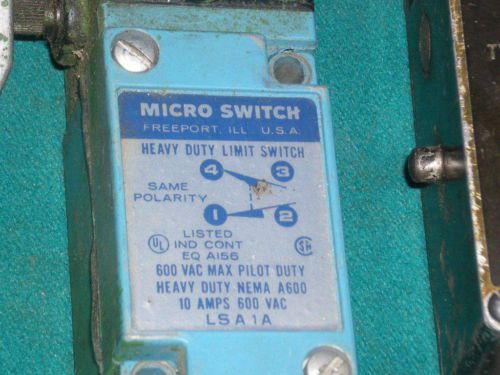 MICRO SWITCH
FREEPORT, ILL. U.S.A.
HEAVY DUTY LIMIT SWITCH
4 3
SAME
POLARITY
1 2
UL LISTED SA
IND CONT
EQ A156
600 VAC MAX PILOT DUTY
HEAVY DUTY NEMA A600
10 AMPS 600 VAC
LSA1A